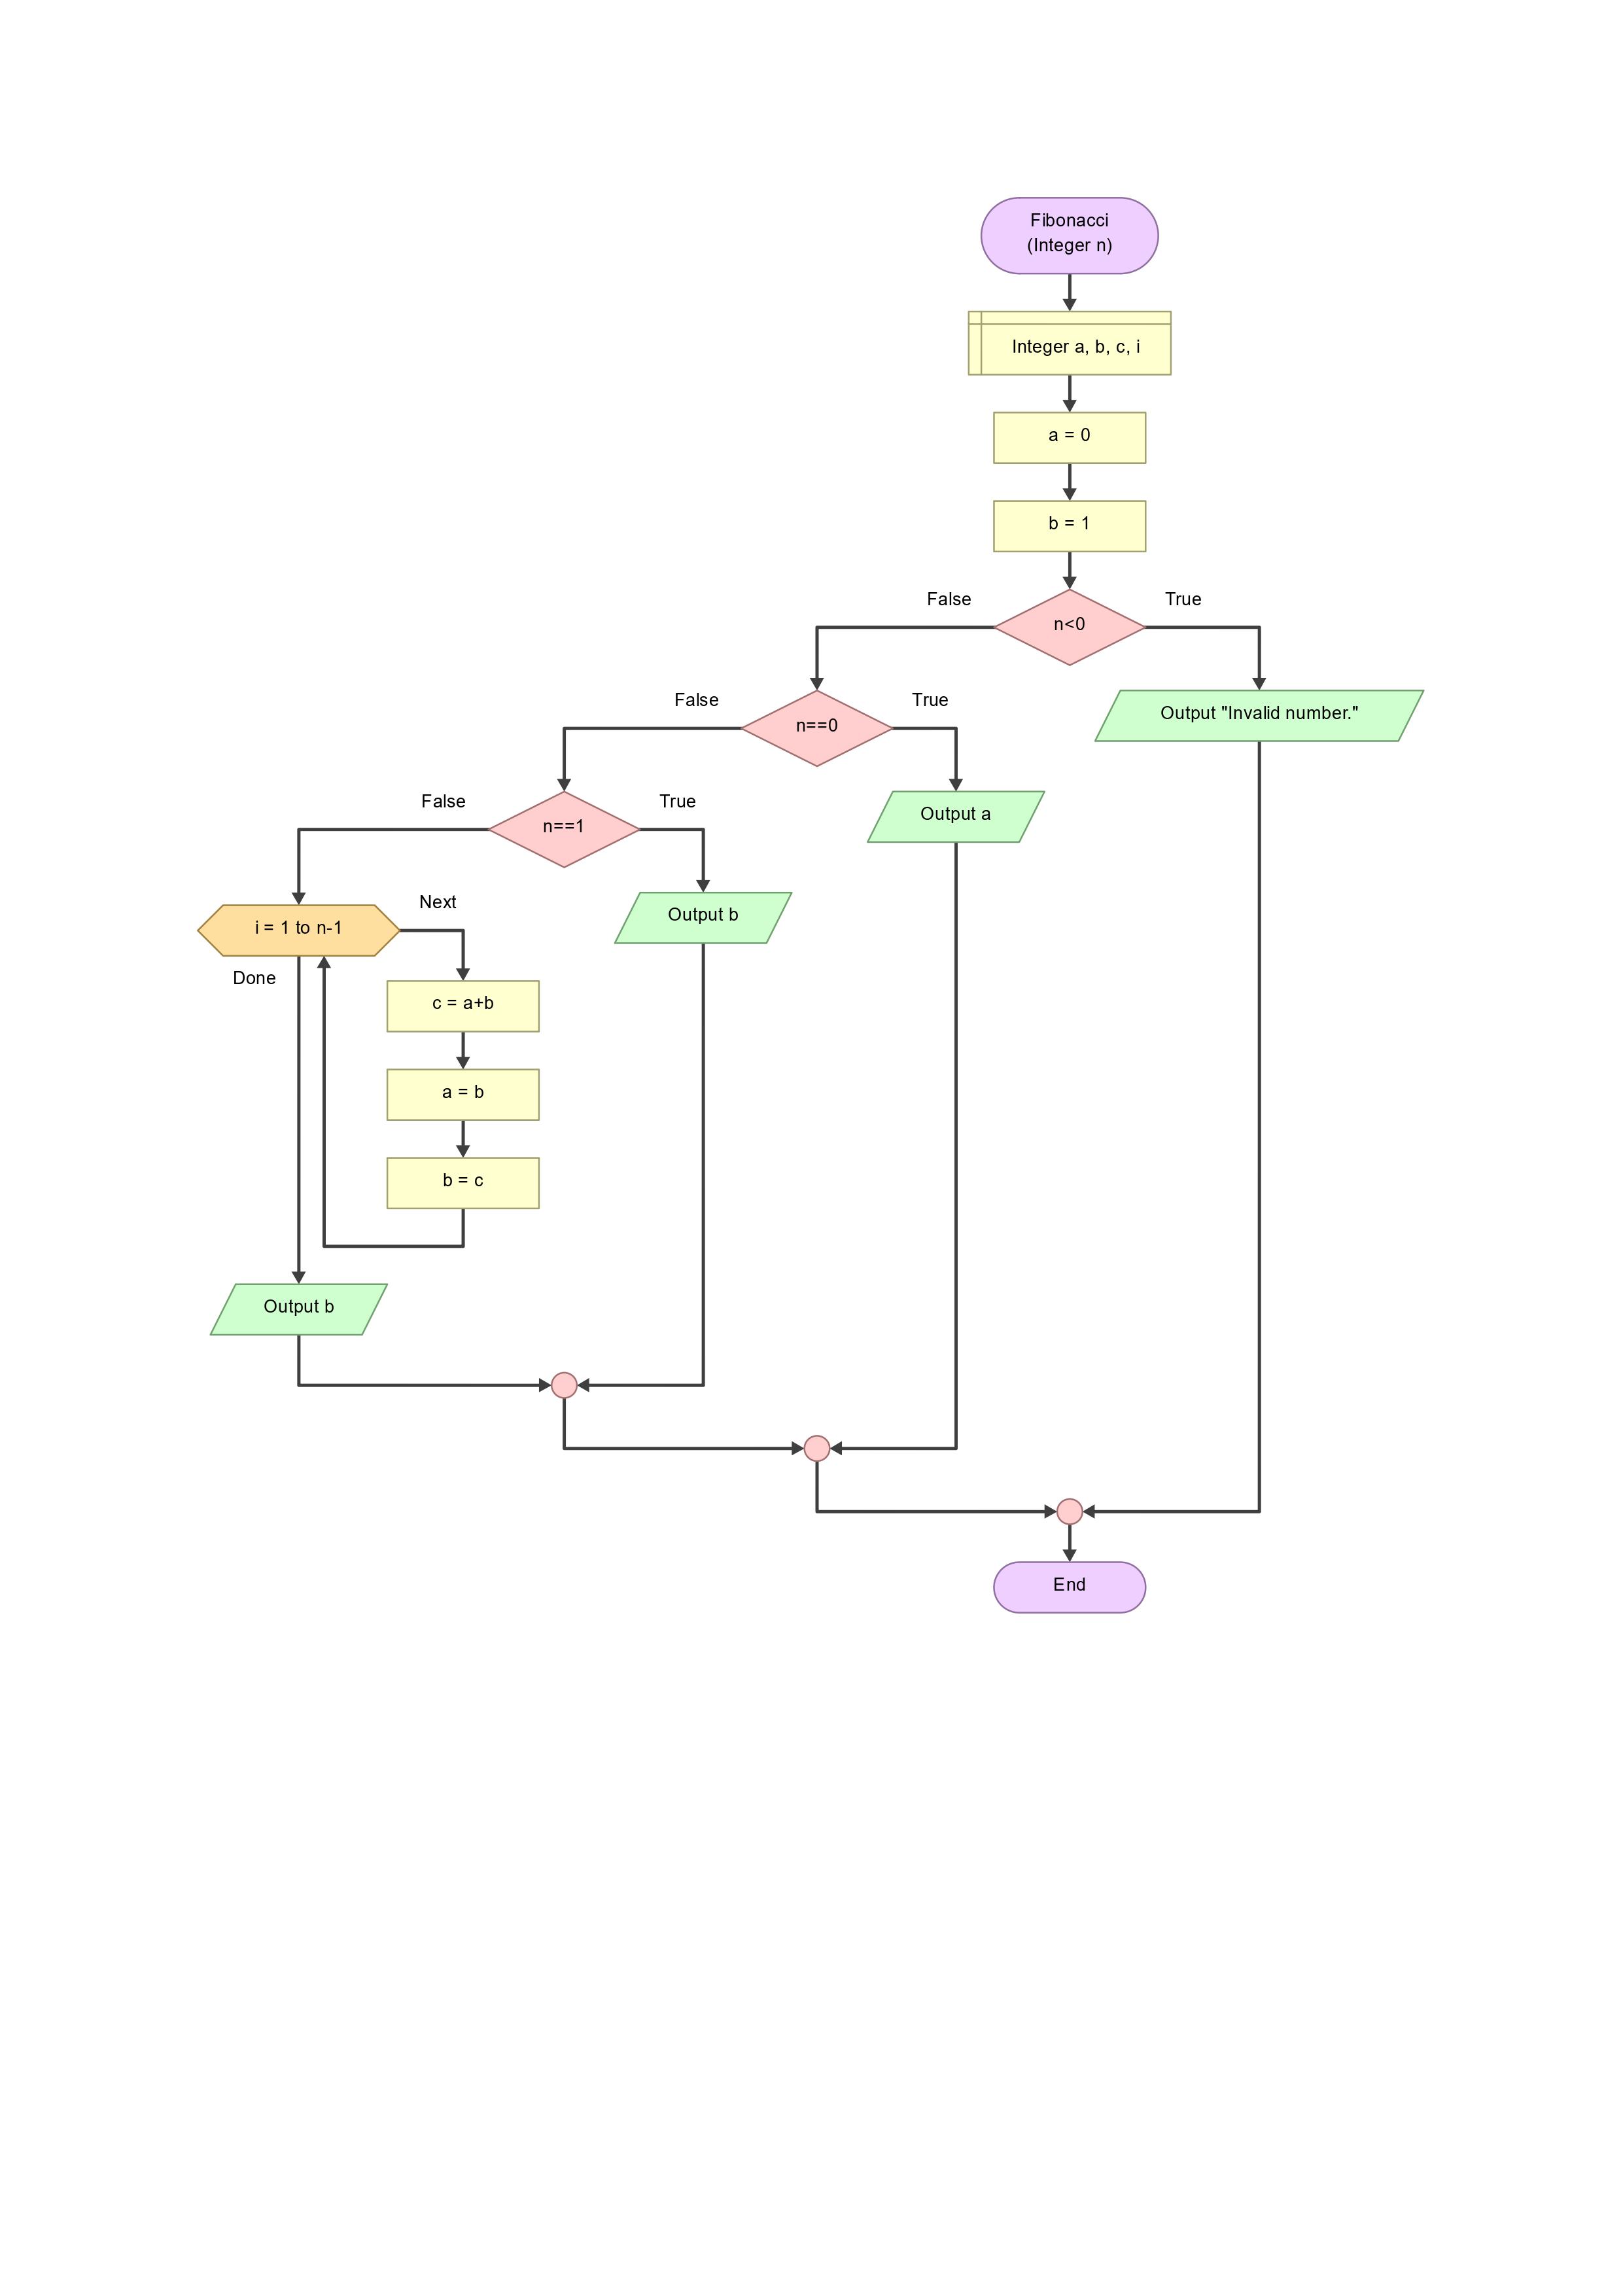 Fibonacci
(Integer n)
Integer a, b, c, i
a = 0
b = 1
False
True
n<0
False
True
n==0
Output "Invalid number."
False
True
n==1
Output a
Next
i = 1 to n-1
Output b
Done
c = a+b
a = b
b = c
Output b
End